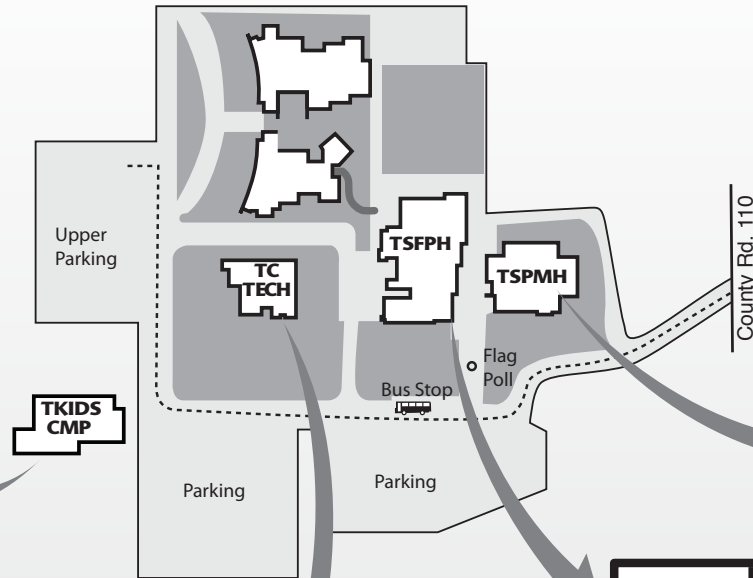 Upper
Parking
TC
TECH
TSFPH
TSPMH
County Rd. 110
Flag
Poll
Bus Stop
TKIDS
CMP
Parking
Parking